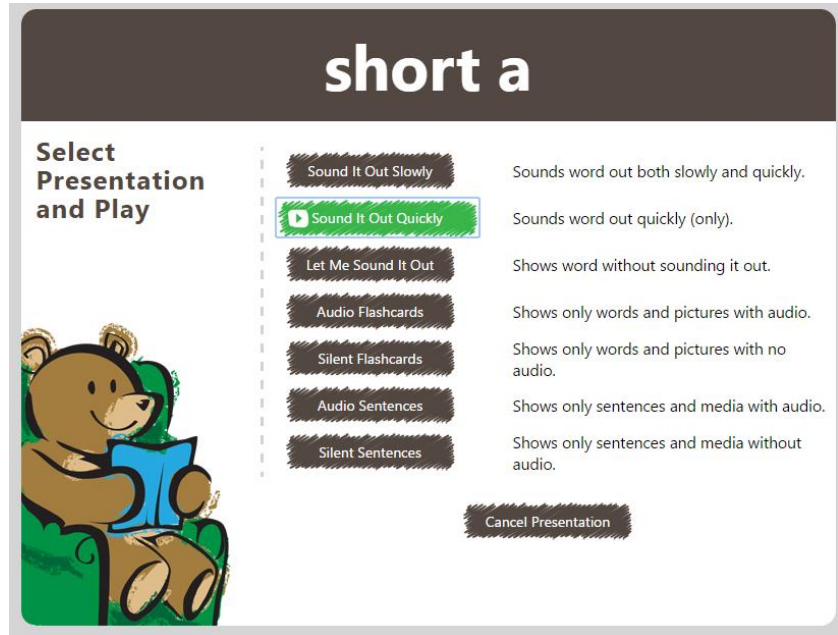 short a
Select
Presentation
and Play
Sound It Out Slowly
Sounds word out both slowly and quickly.
Sound It Out Quickly
Sounds word out quickly (only).
Let Me Sound It Out
Shows word without sounding it out.
Audio Flashcards
Shows only words and pictures with audio.
Silent Flashcards
Shows only words and pictures with no
audio.
Audio Sentences
Shows only sentences and media with audio.
Silent Sentences
Shows only sentences and media without
audio.
Cancel Presentation